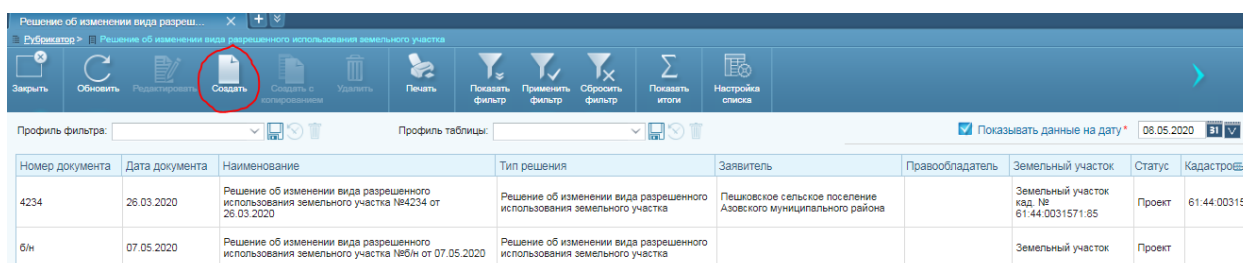 Решение об изменении вида разреш...
Рубрикатор > Решение об изменении вида разрешенного использования земельного участка
Закрыть Обновить Редактировать Создать Создать с копированием Удалить Печать Показать фильтр Применить фильтр Сбросить фильтр Показать итоги Настройка списка
Профиль фильтра: Профиль таблицы: Показывать данные на дату* 08.05.2020 31
Номер документа Дата документа Наименование Тип решения Заявитель Правообладатель Земельный участок Статус Кадастро
4234 26.03.2020 Решение об изменении вида разрешенного использования земельного участка №4234 от 26.03.2020 Решение об изменении вида разрешенного использования земельного участка Пешковское сельское поселение Азовского муниципального района Земельный участок кад. № 61:44:0031571:85 Проект 61:44:00315
б/н 07.05.2020 Решение об изменении вида разрешенного использования земельного участка №б/н от 07.05.2020 Решение об изменении вида разрешенного использования земельного участка Земельный участок Проект